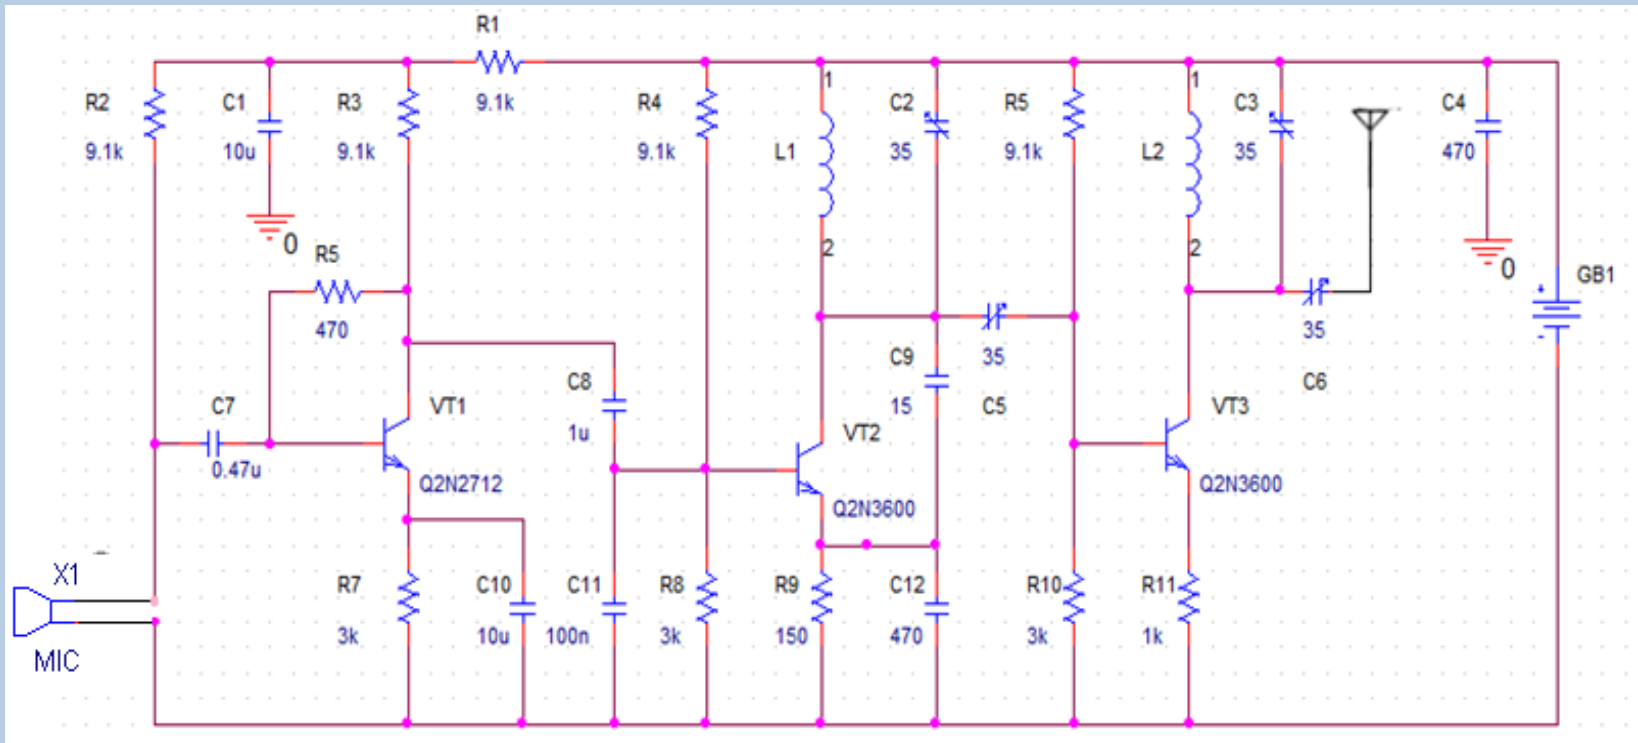 R1
9.1k
R2
9.1k
C1
10u
0
R3
9.1k
R4
9.1k
1
L1
2
C2
35
R5
9.1k
1
L2
2
C3
35
C4
470
0
GB1
+
-
R5
470
C7
0.47u
VT1
Q2N2712
C8
1u
VT2
Q2N3600
C9
15
35
C5
VT3
Q2N3600
35
C6
X1
MIC
R7
3k
C10
10u
C11
100n
R8
3k
R9
150
C12
470
R10
3k
R11
1k